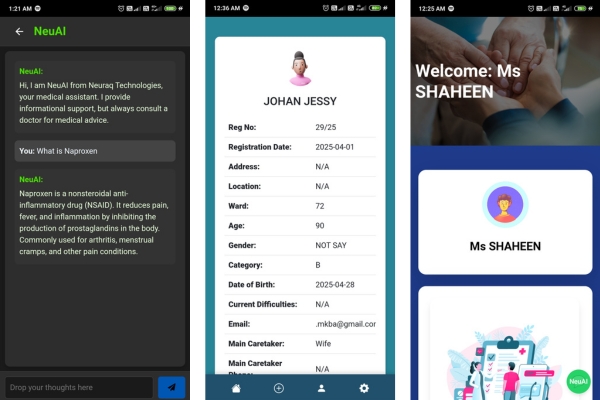 1:21 AM
NeuAI
NeuAI:
Hi, I am NeuAI from Neuraq Technologies,
your medical assistant. I provide
informational support, but always consult a
doctor for medical advice.
You: What is Naproxen
NeuAI:
Naproxen is a nonsteroidal anti-
inflammatory drug (NSAID). It reduces pain,
fever, and inflammation by inhibiting the
production of prostaglandins in the body.
Commonly used for arthritis, menstrual
cramps, and other pain conditions.
Drop your thoughts here
12:36 AM
JOHAN JESSY
Reg No: 29/25
Registration Date: 2025-04-01
Address: N/A
Location: N/A
Ward: 72
Age: 90
Gender: NOT SAY
Category: B
Date of Birth: 2025-04-28
Current Difficulties: N/A
Email: .mkba@gmail.cor
Main Caretaker: Wife
Main Caretaker
N/A
12:25 AM
Welcome: Ms
SHAHEEN
Ms SHAHEEN
NeuAI